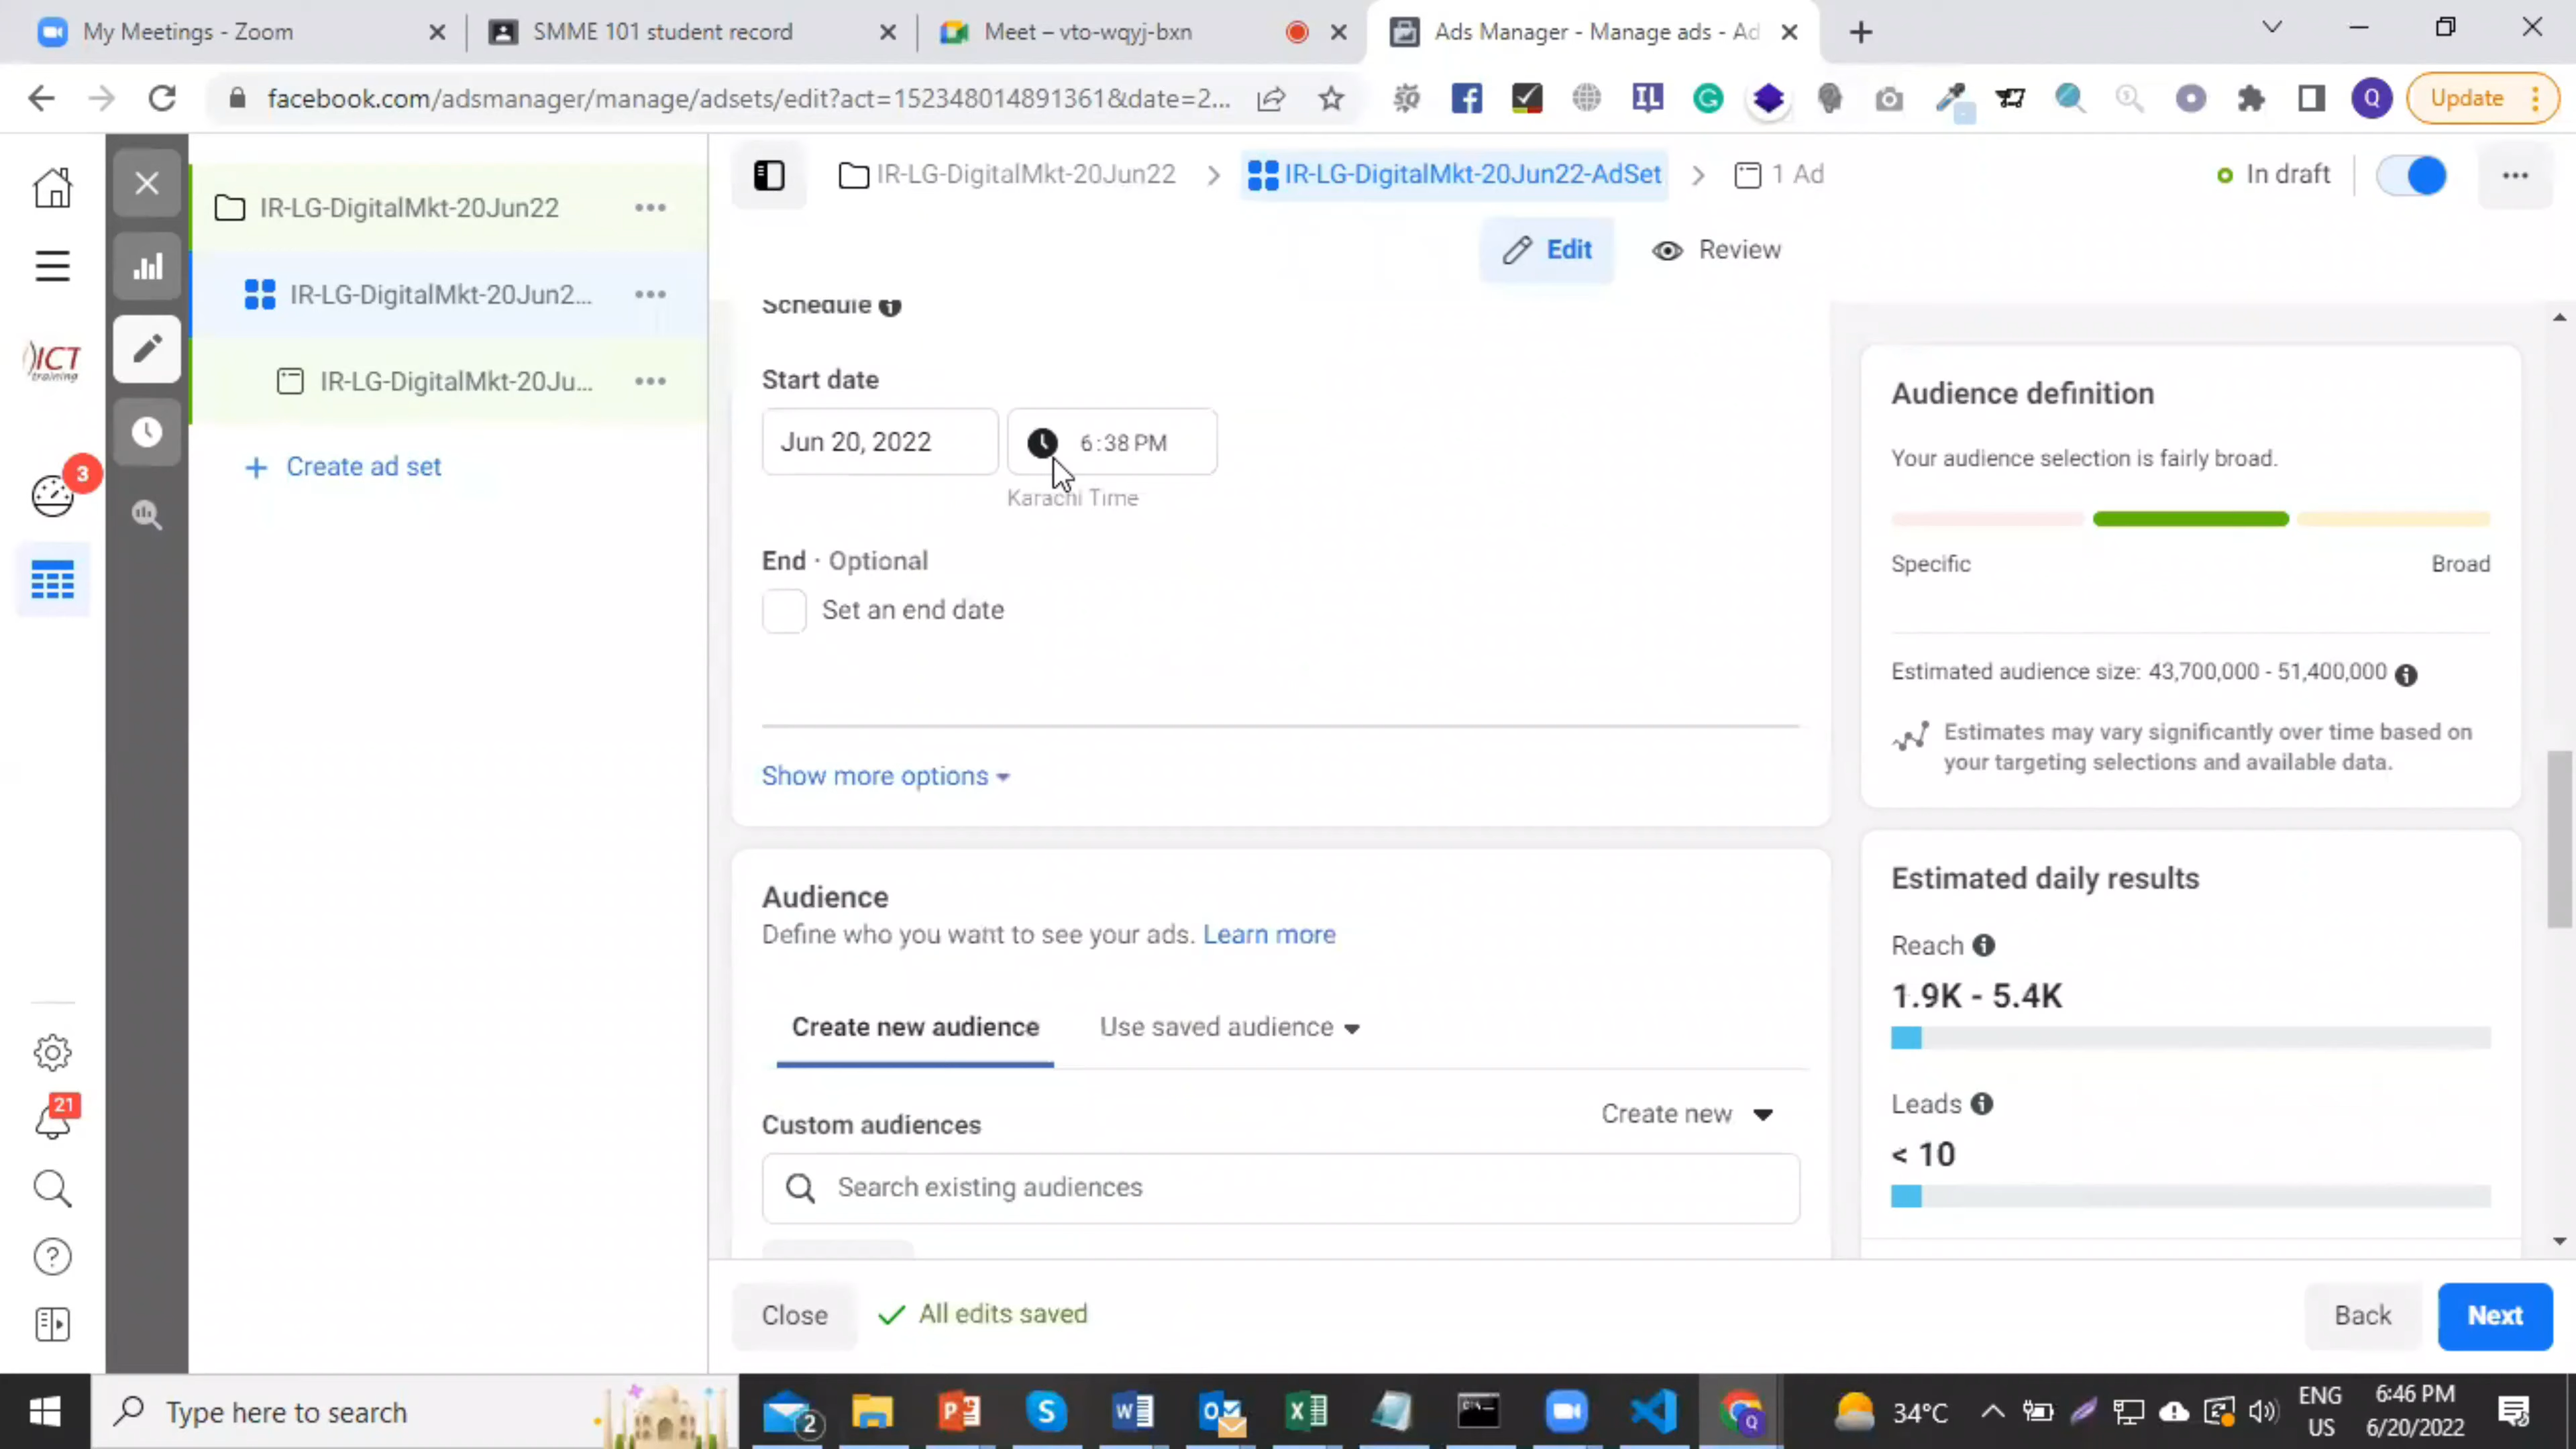 My Meetings - Zoom
SMME 101 student record
Meet – vto-wqyj-bxn
Ads Manager - Manage ads - Ad
facebook.com/adsmanager/manage/adsets/edit?act=152348014891361&date=2...
IL
Q
Update
IR-LG-DigitalMkt-20Jun22
IR-LG-DigitalMkt-20Jun2...
IR-LG-DigitalMkt-20Ju...
Create ad set
ICT
training
3
21
IR-LG-DigitalMkt-20Jun22
IR-LG-DigitalMkt-20Jun22-AdSet
1 Ad
In draft
Edit
Review
Schedule
Start date
Jun 20, 2022
6:38 PM
Karachi Time
End · Optional
Set an end date
Show more options
Audience
Define who you want to see your ads. Learn more
Create new audience
Use saved audience
Custom audiences
Create new
Search existing audiences
Audience definition
Your audience selection is fairly broad.
Specific
Broad
Estimated audience size: 43,700,000 - 51,400,000
Estimates may vary significantly over time based on
your targeting selections and available data.
Estimated daily results
Reach
1.9K - 5.4K
Leads
< 10
Close
All edits saved
Back
Next
Type here to search
2
34°C
ENG
US
6:46 PM
6/20/2022